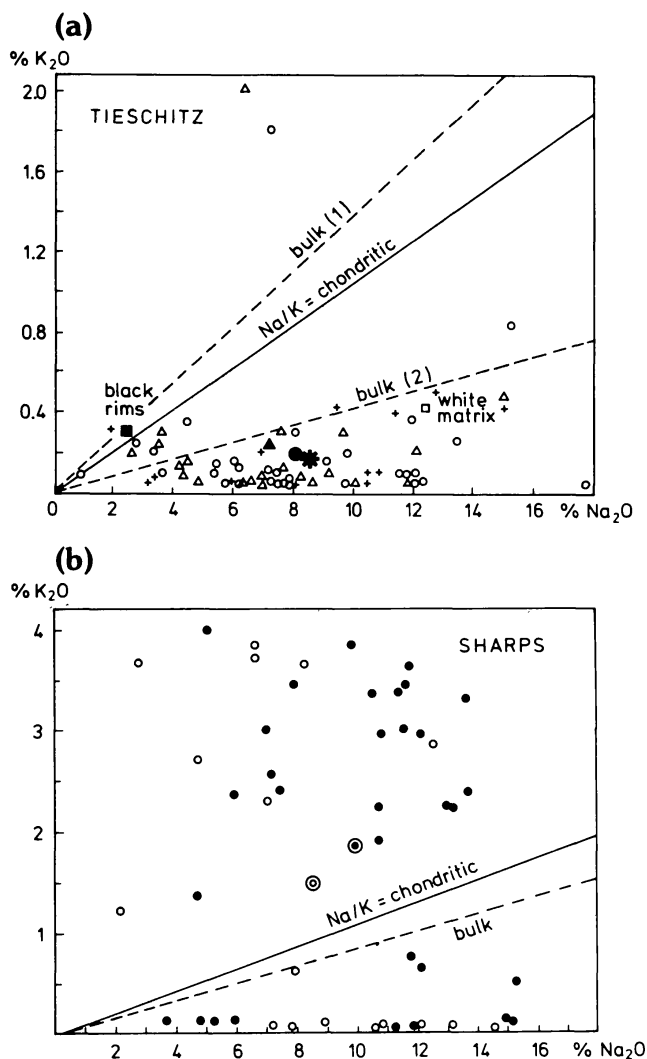 (a)
% K₂O
TIESCHITZ
2.0
1.6
1.2
0.8
0.4
bulk (1)
Na/K = chondritic
bulk (2)
black
rims
white
matrix
0 2 4 6 8 10 12 14 16 % Na₂O
(b)
% K₂O
SHARPS
4
3
2
1
Na/K = chondritic
bulk
2 4 6 8 10 12 14 16 % Na₂O